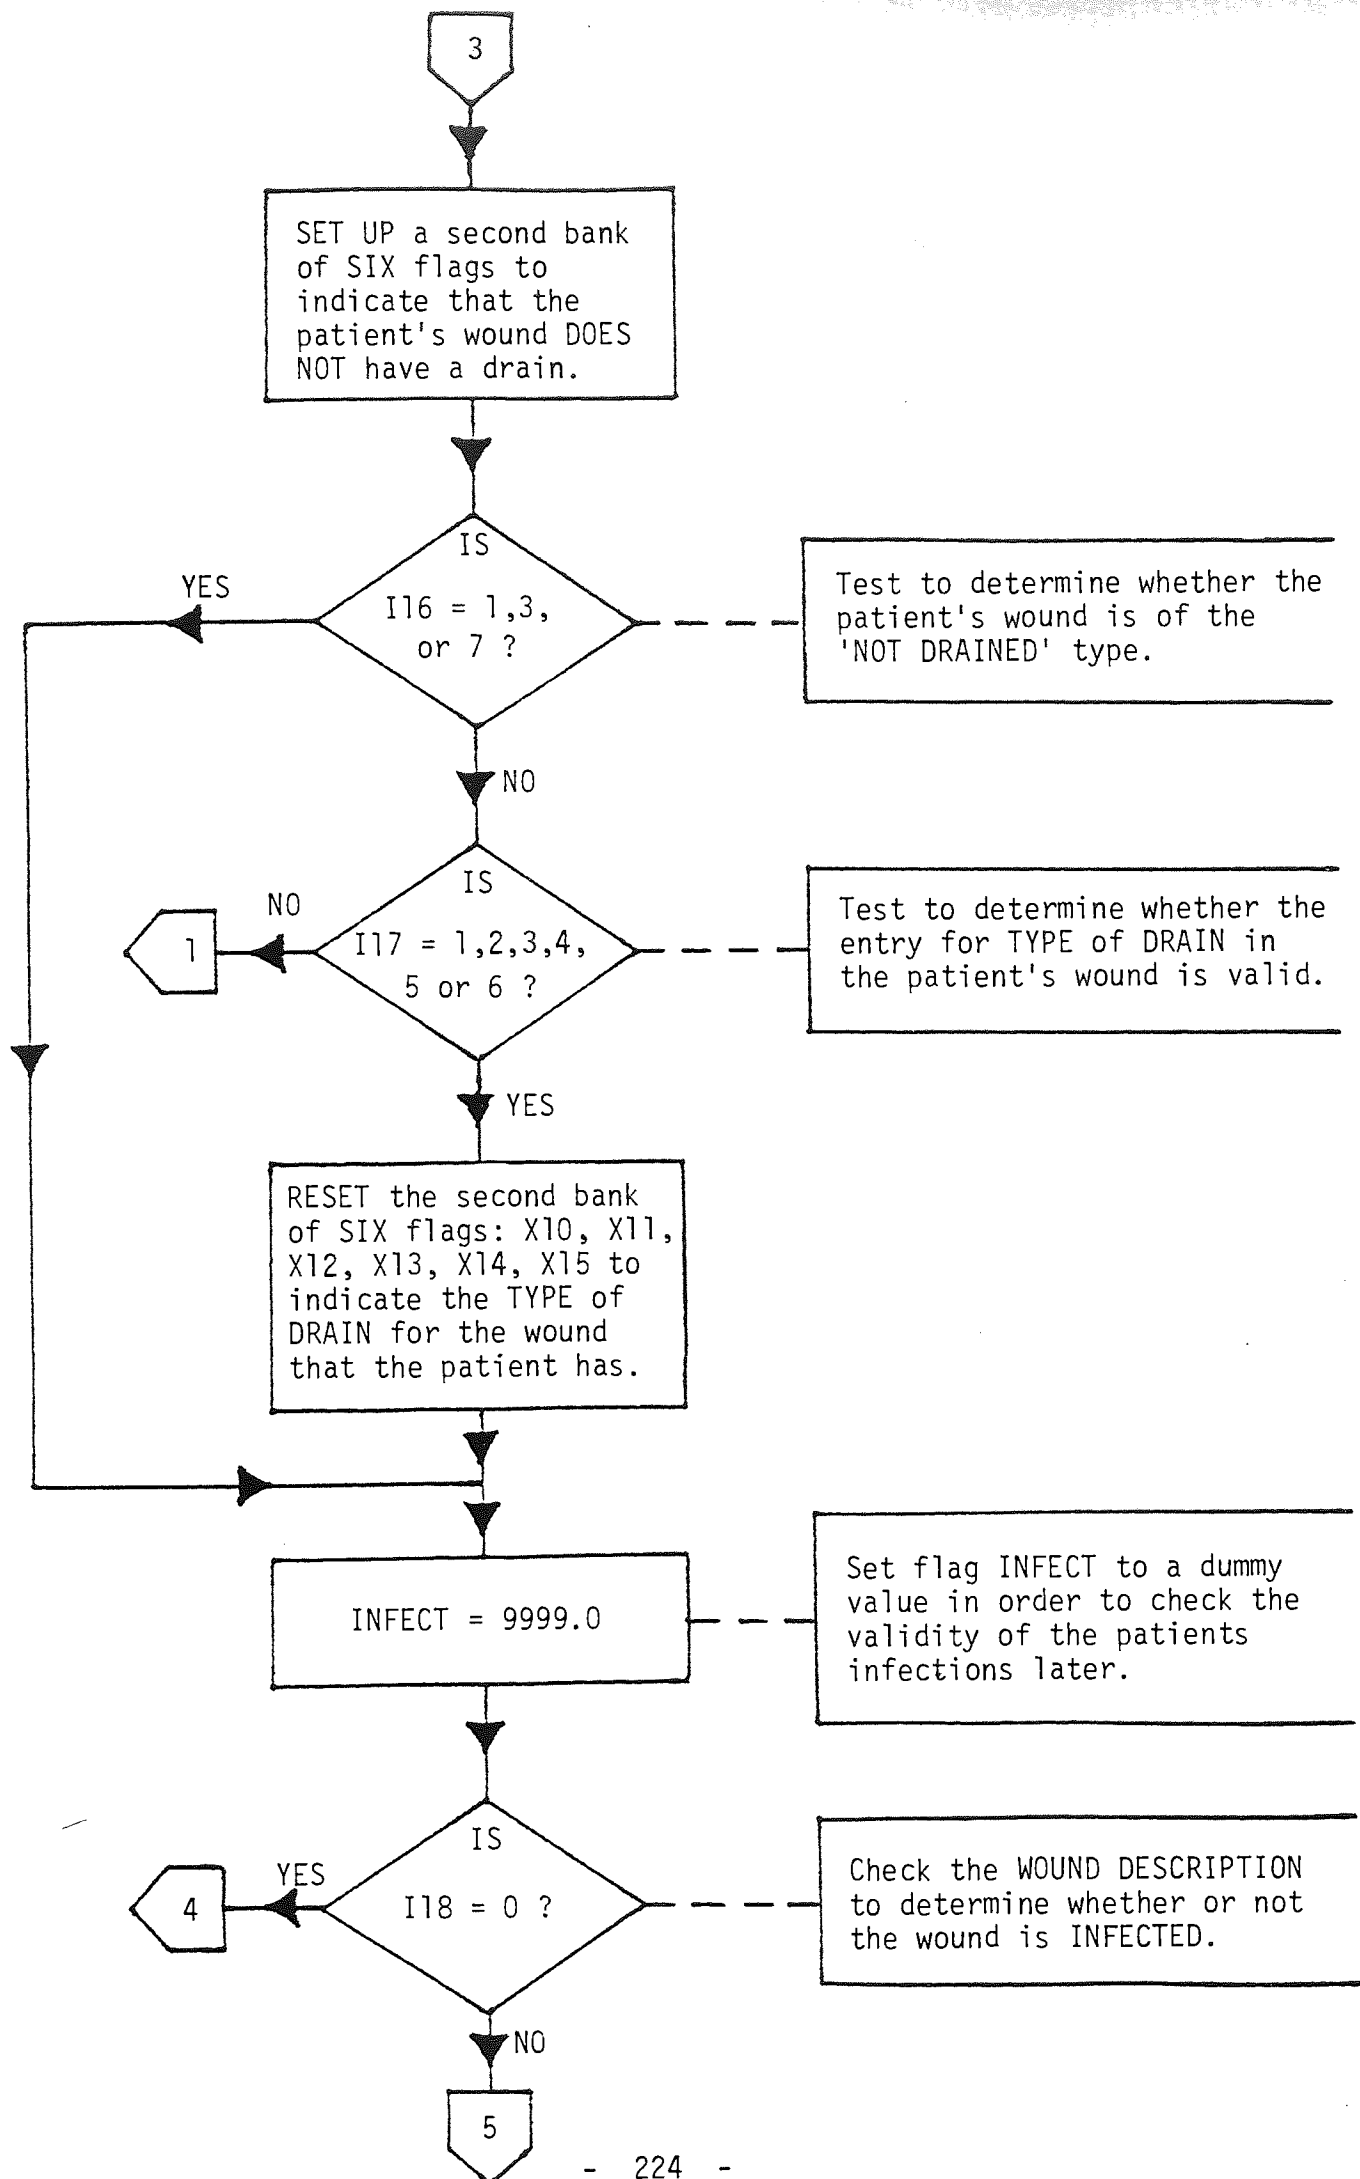 3
SET UP a second bank
of SIX flags to
indicate that the
patient's wound DOES
NOT have a drain.
IS
I16 = 1,3,
or 7 ?
YES
Test to determine whether the
patient's wound is of the
'NOT DRAINED' type.
NO
IS
I17 = 1,2,3,4,
5 or 6 ?
NO
1
Test to determine whether the
entry for TYPE of DRAIN in
the patient's wound is valid.
YES
RESET the second bank
of SIX flags: X10, X11,
X12, X13, X14, X15 to
indicate the TYPE of
DRAIN for the wound
that the patient has.
INFECT = 9999.0
Set flag INFECT to a dummy
value in order to check the
validity of the patients
infections later.
IS
I18 = 0 ?
YES
4
Check the WOUND DESCRIPTION
to determine whether or not
the wound is INFECTED.
NO
5
- 224 -